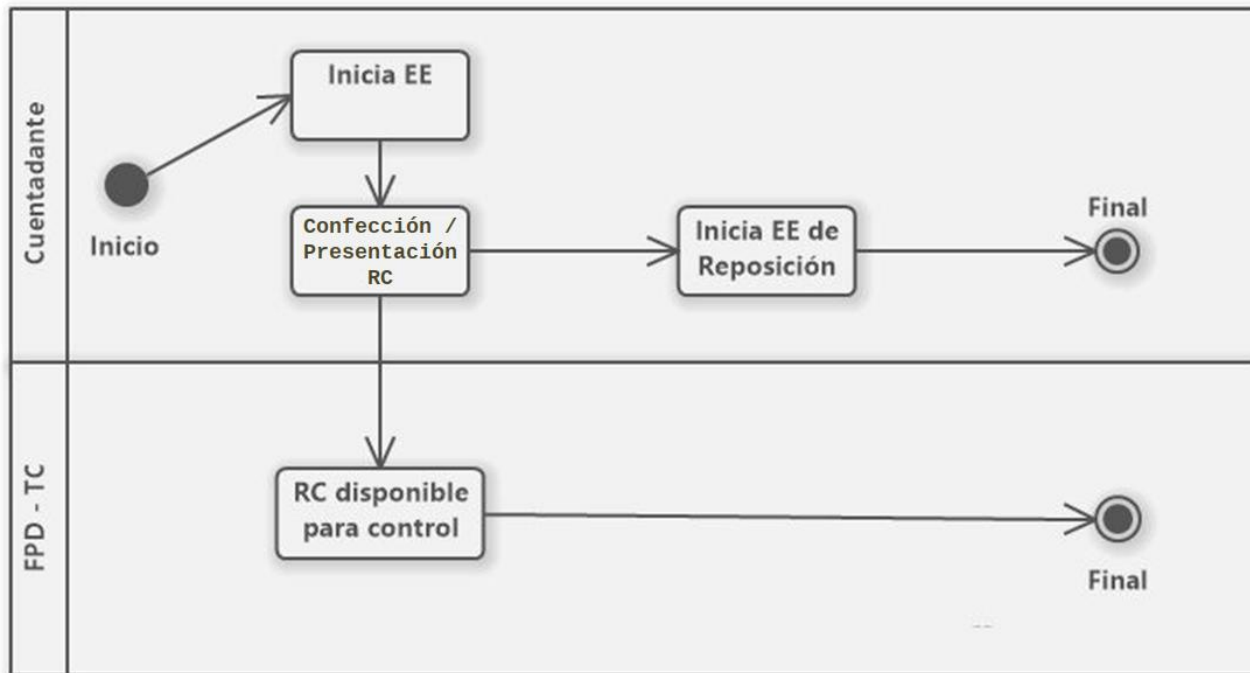 Cuentadante
Inicio
Inicia EE
Confección /
Presentación
RC
Inicia EE de
Reposición
Final
FPD - TC
RC disponible
para control
Final